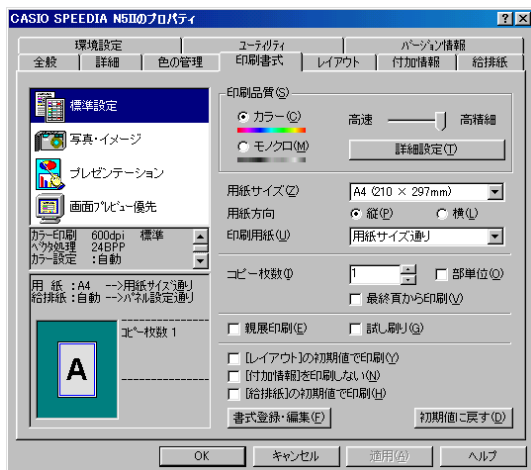 CASIO SPEEDIA N5IIのプロパティ
環境設定 ユーティリティ バージョン情報
全般 詳細 色の管理 印刷書式 レイアウト 付加情報 給排紙
標準設定
写真・イメージ
プレゼンテーション
画面プレビュー優先
カラー印刷 600dpi 標準
ベクタ処理 24BPP
カラー設定 :自動
用 紙 :A4 -->用紙サイズ通り
給排紙:自動 -->パネル設定通り
コピー枚数 1
A
印刷品質(S)
カラー(C)
モノクロ(M)
高速 高精細
詳細設定(T)
用紙サイズ(Z) A4 (210 × 297mm)
用紙方向 縦(P) 横(L)
印刷用紙(U) 用紙サイズ通り
コピー枚数(I) 1 部単位(O)
最終頁から印刷(V)
親展印刷(E) 試し刷り(G)
[レイアウト]の初期値で印刷(Y)
[付加情報]を印刷しない(N)
[給排紙]の初期値で印刷(H)
書式登録・編集(F) 初期値に戻す(D)
OK キャンセル 適用(A) ヘルプ